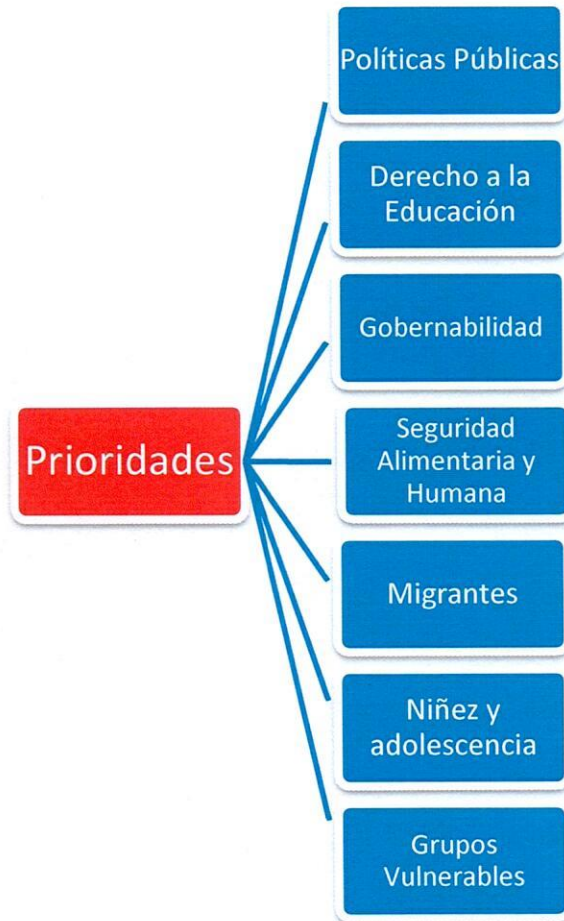 Políticas Públicas
Derecho a la
Educación
Gobernabilidad
Prioridades
Seguridad
Alimentaria y
Humana
Migrantes
Niñez y
adolescencia
Grupos
Vulnerables